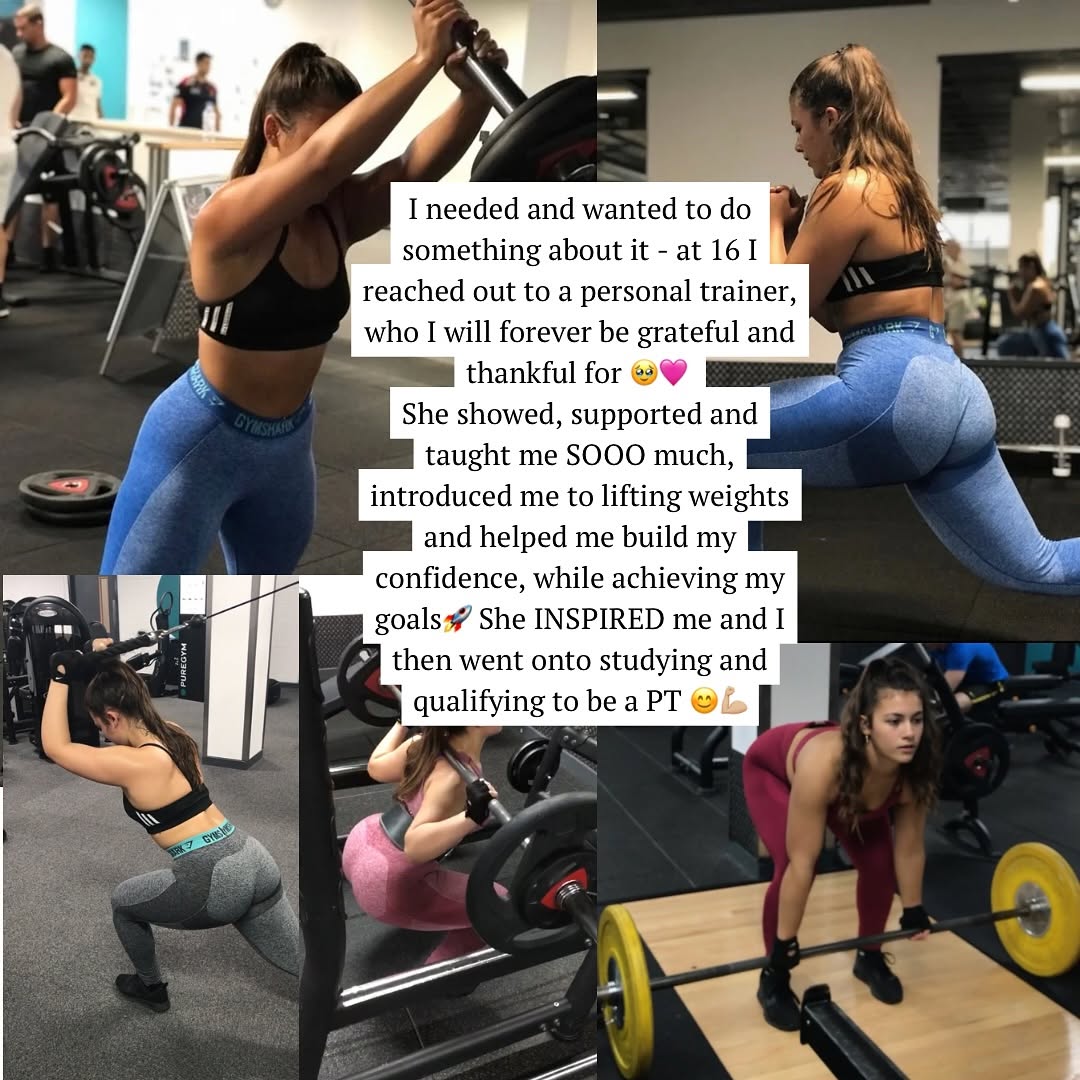 I needed and wanted to do
something about it - at 16 I
reached out to a personal trainer,
who I will forever be grateful and
thankful for 🥹🩷
She showed, supported and
taught me SOOO much,
introduced me to lifting weights
and helped me build my
confidence, while achieving my
goals🚀 She INSPIRED me and I
then went onto studying and
qualifying to be a PT 😊💪🏼
GYMSHARK
PUREGYM